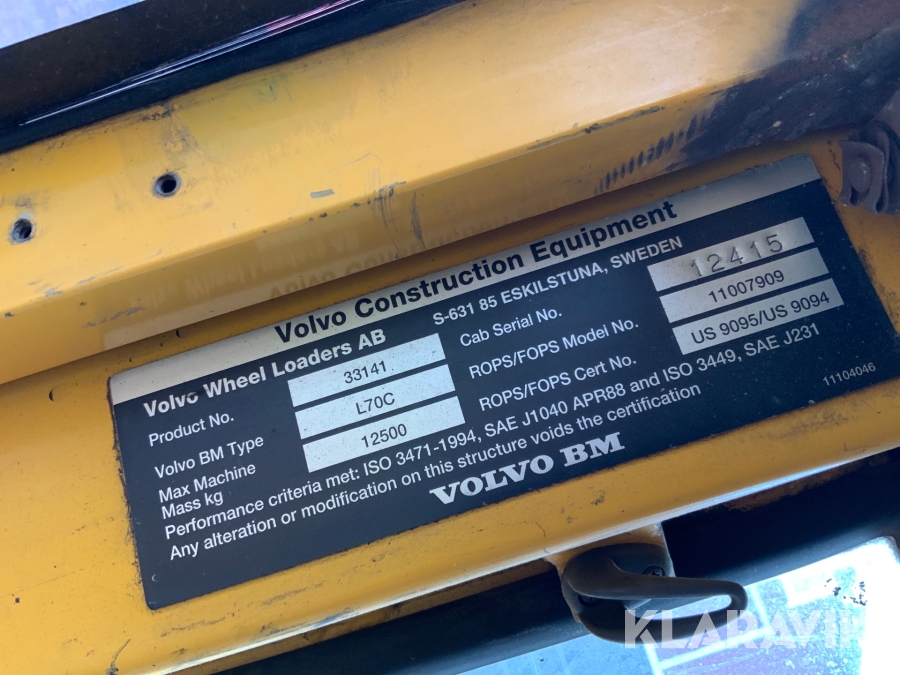 Volvo Construction Equipment
Volvo Wheel Loaders AB S-631 85 ESKILSTUNA, SWEDEN
Product No. 33141 Cab Serial No. 12415
Volvo BM Type L70C ROPS/FOPS Model No. 11007909
Max Machine
Mass kg 12500 ROPS/FOPS Cert No. US 9095/US 9094
Performance criteria met: ISO 3471-1994, SAE J1040 APR88 and ISO 3449, SAE J231
Any alteration or modification on this structure voids the certification
VOLVO BM 11104046
KLARAVIK
KLARAVIK